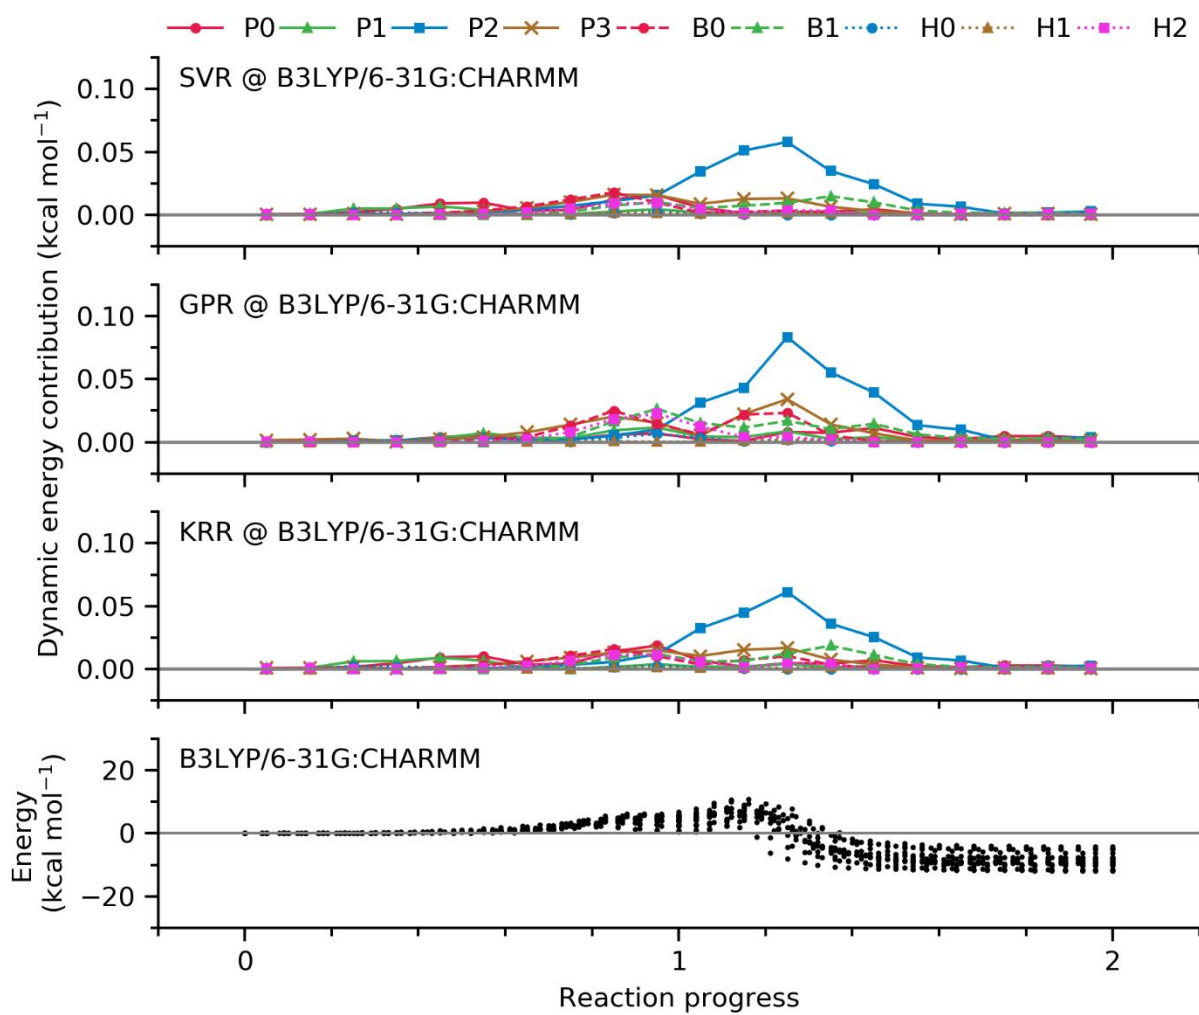 P0 P1 P2 P3 B0 B1 H0 H1 H2
SVR @ B3LYP/6-31G:CHARMM
0.10
0.05
0.00
GPR @ B3LYP/6-31G:CHARMM
0.10
0.05
0.00
KRR @ B3LYP/6-31G:CHARMM
0.10
0.05
0.00
Dynamic energy contribution (kcal mol⁻¹)
B3LYP/6-31G:CHARMM
20
0
−20
Energy
(kcal mol⁻¹)
0 1 2
Reaction progress